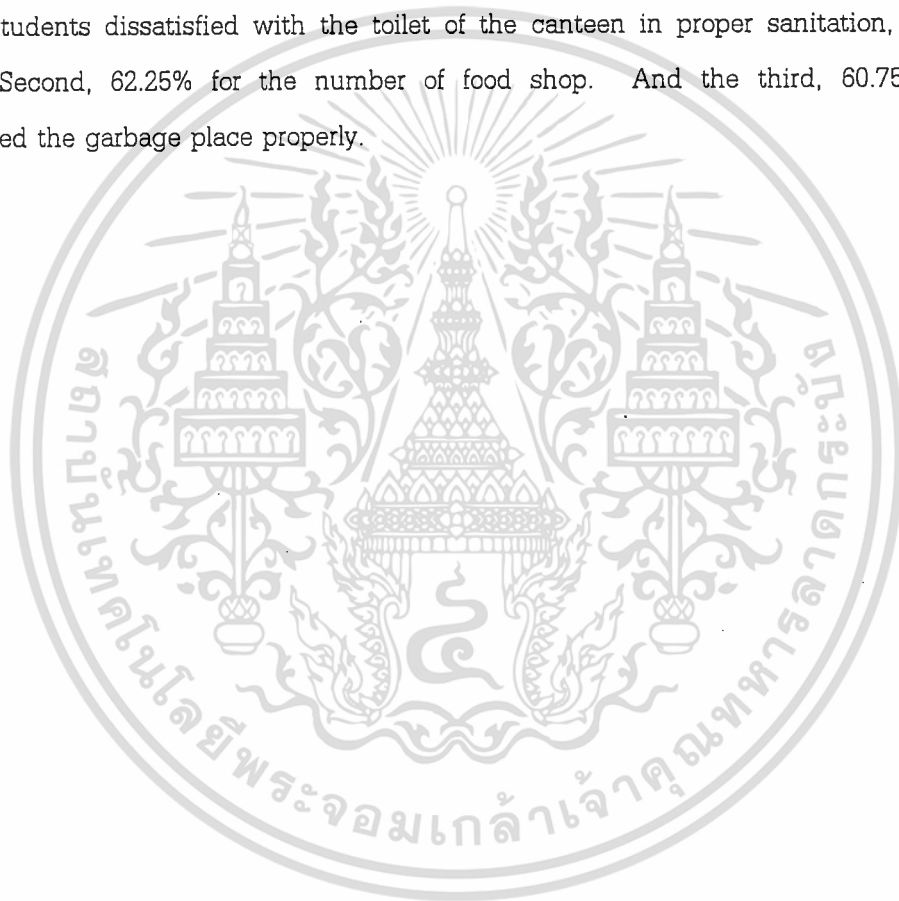 tudents dissatisfied with the toilet of the canteen in proper sanitation,
Second, 62.25% for the number of food shop. And the third, 60.75
ed the garbage place properly.
๔
สถาบันเทคโนโลยีพระจอมเกล้าเจ้าคุณทหารลาดกระบัง